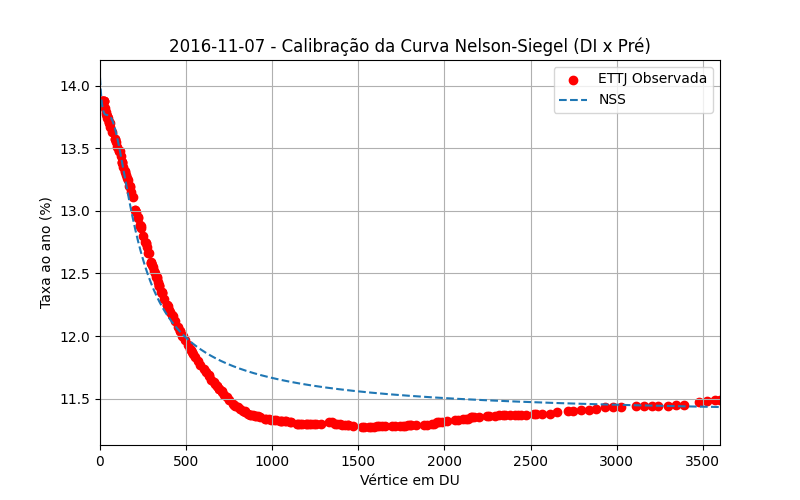 2016-11-07 - Calibração da Curva Nelson-Siegel (DI x Pré)
ETTJ Observada
NSS
Taxa ao ano (%)
14.0
13.5
13.0
12.5
12.0
11.5
0 500 1000 1500 2000 2500 3000 3500
Vértice em DU